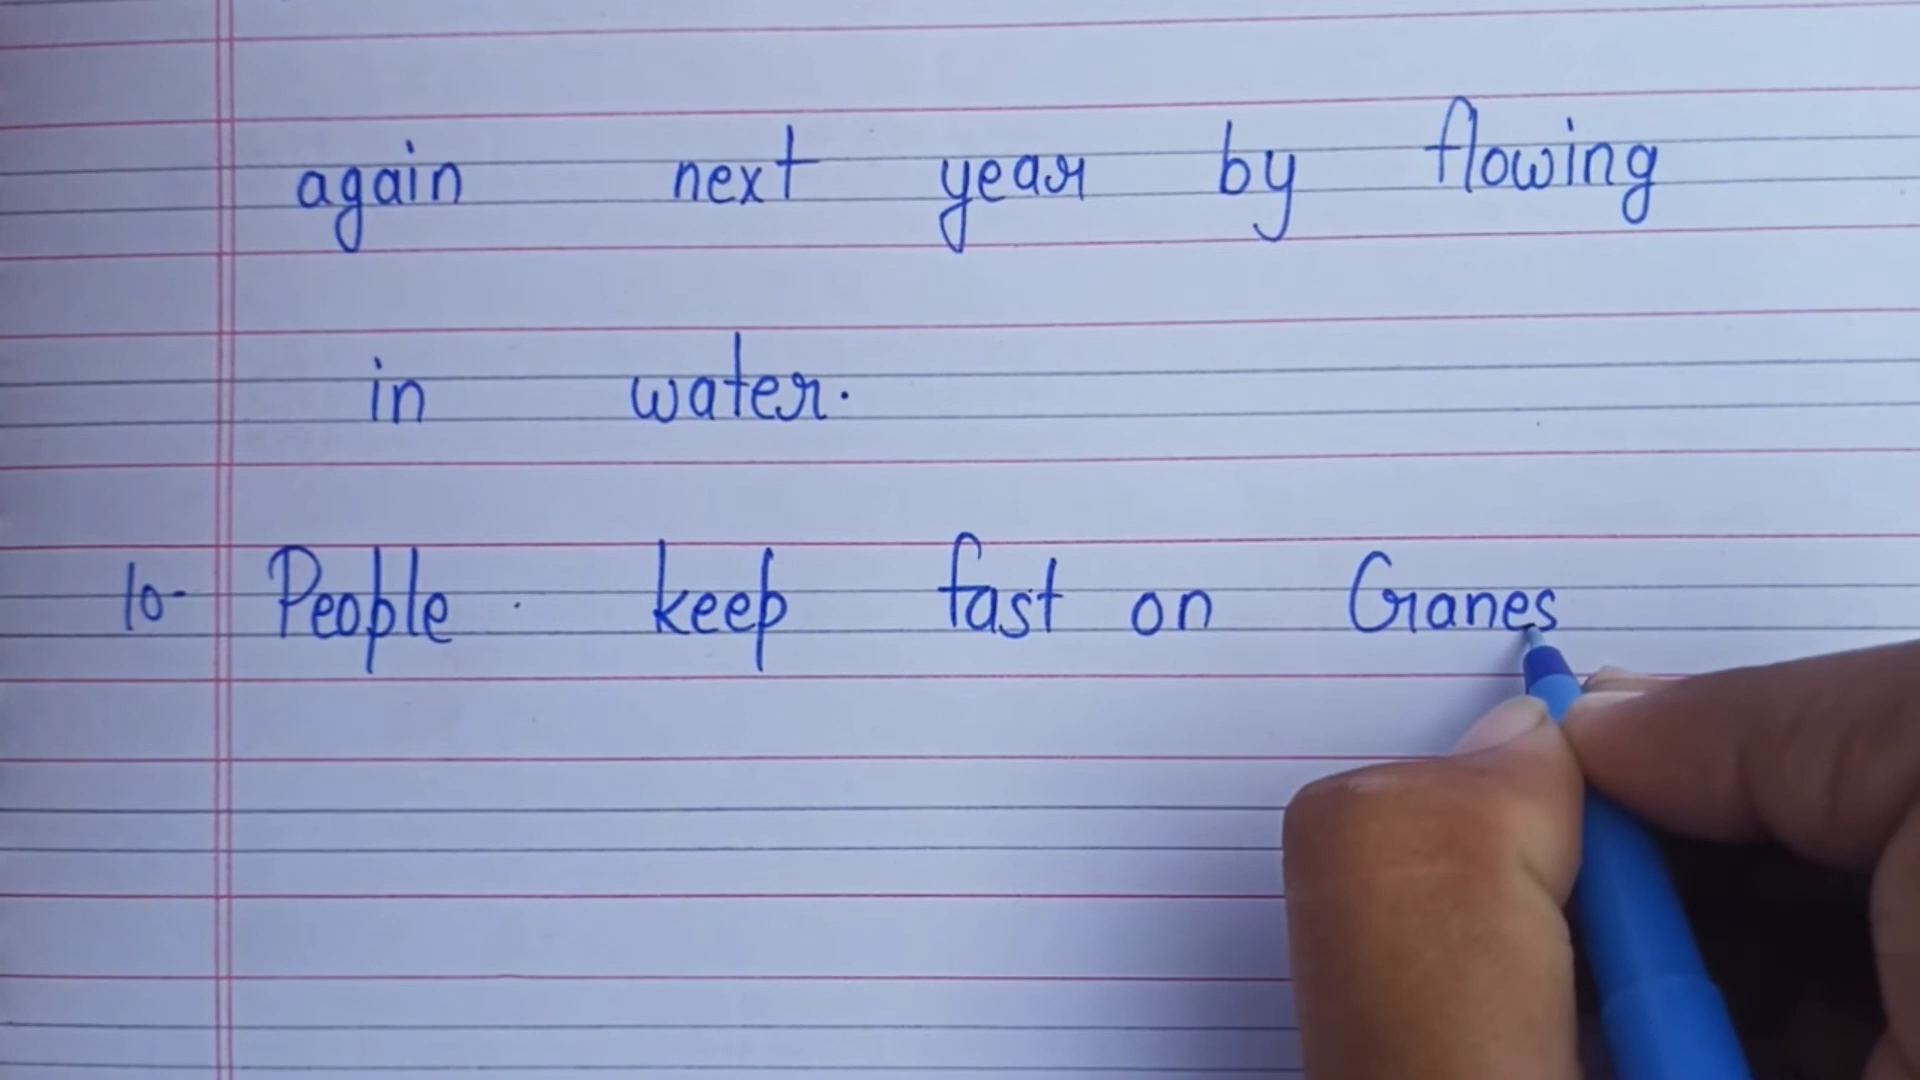 again next year by flowing
in water.
10- People keep fast on Ganes